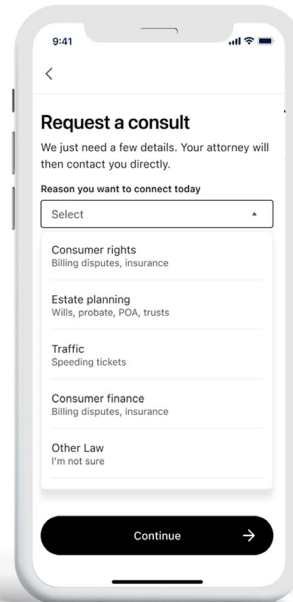 9:41
Request a consult
We just need a few details. Your attorney will
then contact you directly.
Reason you want to connect today
Select
Consumer rights
Billing disputes, insurance
Estate planning
Wills, probate, POA, trusts
Traffic
Speeding tickets
Consumer finance
Billing disputes, insurance
Other Law
I'm not sure
Continue